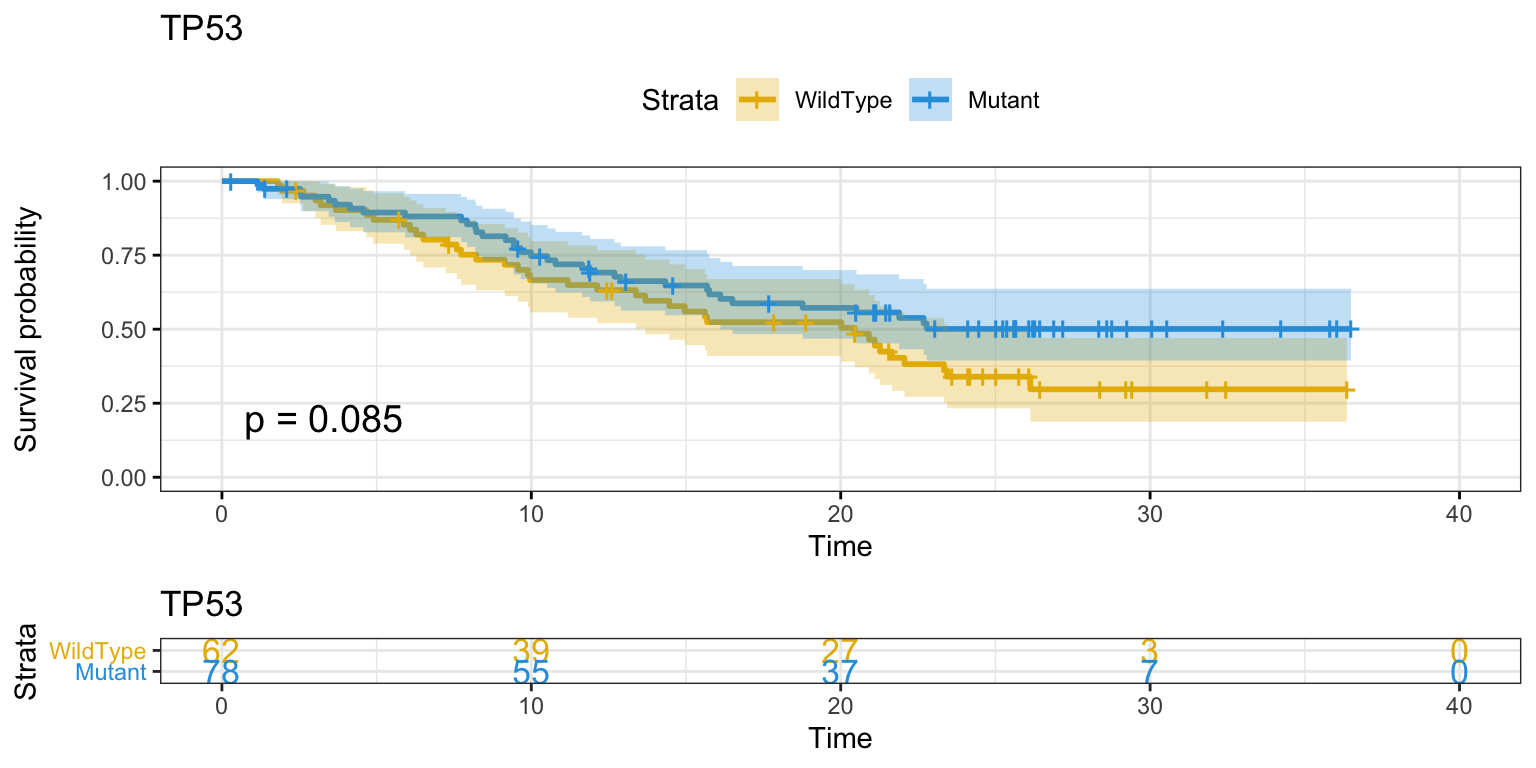 TP53
Strata WildType Mutant
Survival probability
1.00
0.75
0.50
0.25
0.00
p = 0.085
0 10 20 30 40
Time
TP53
Strata
WildType 62 39 27 3 0
Mutant 78 55 37 7 0
0 10 20 30 40
Time